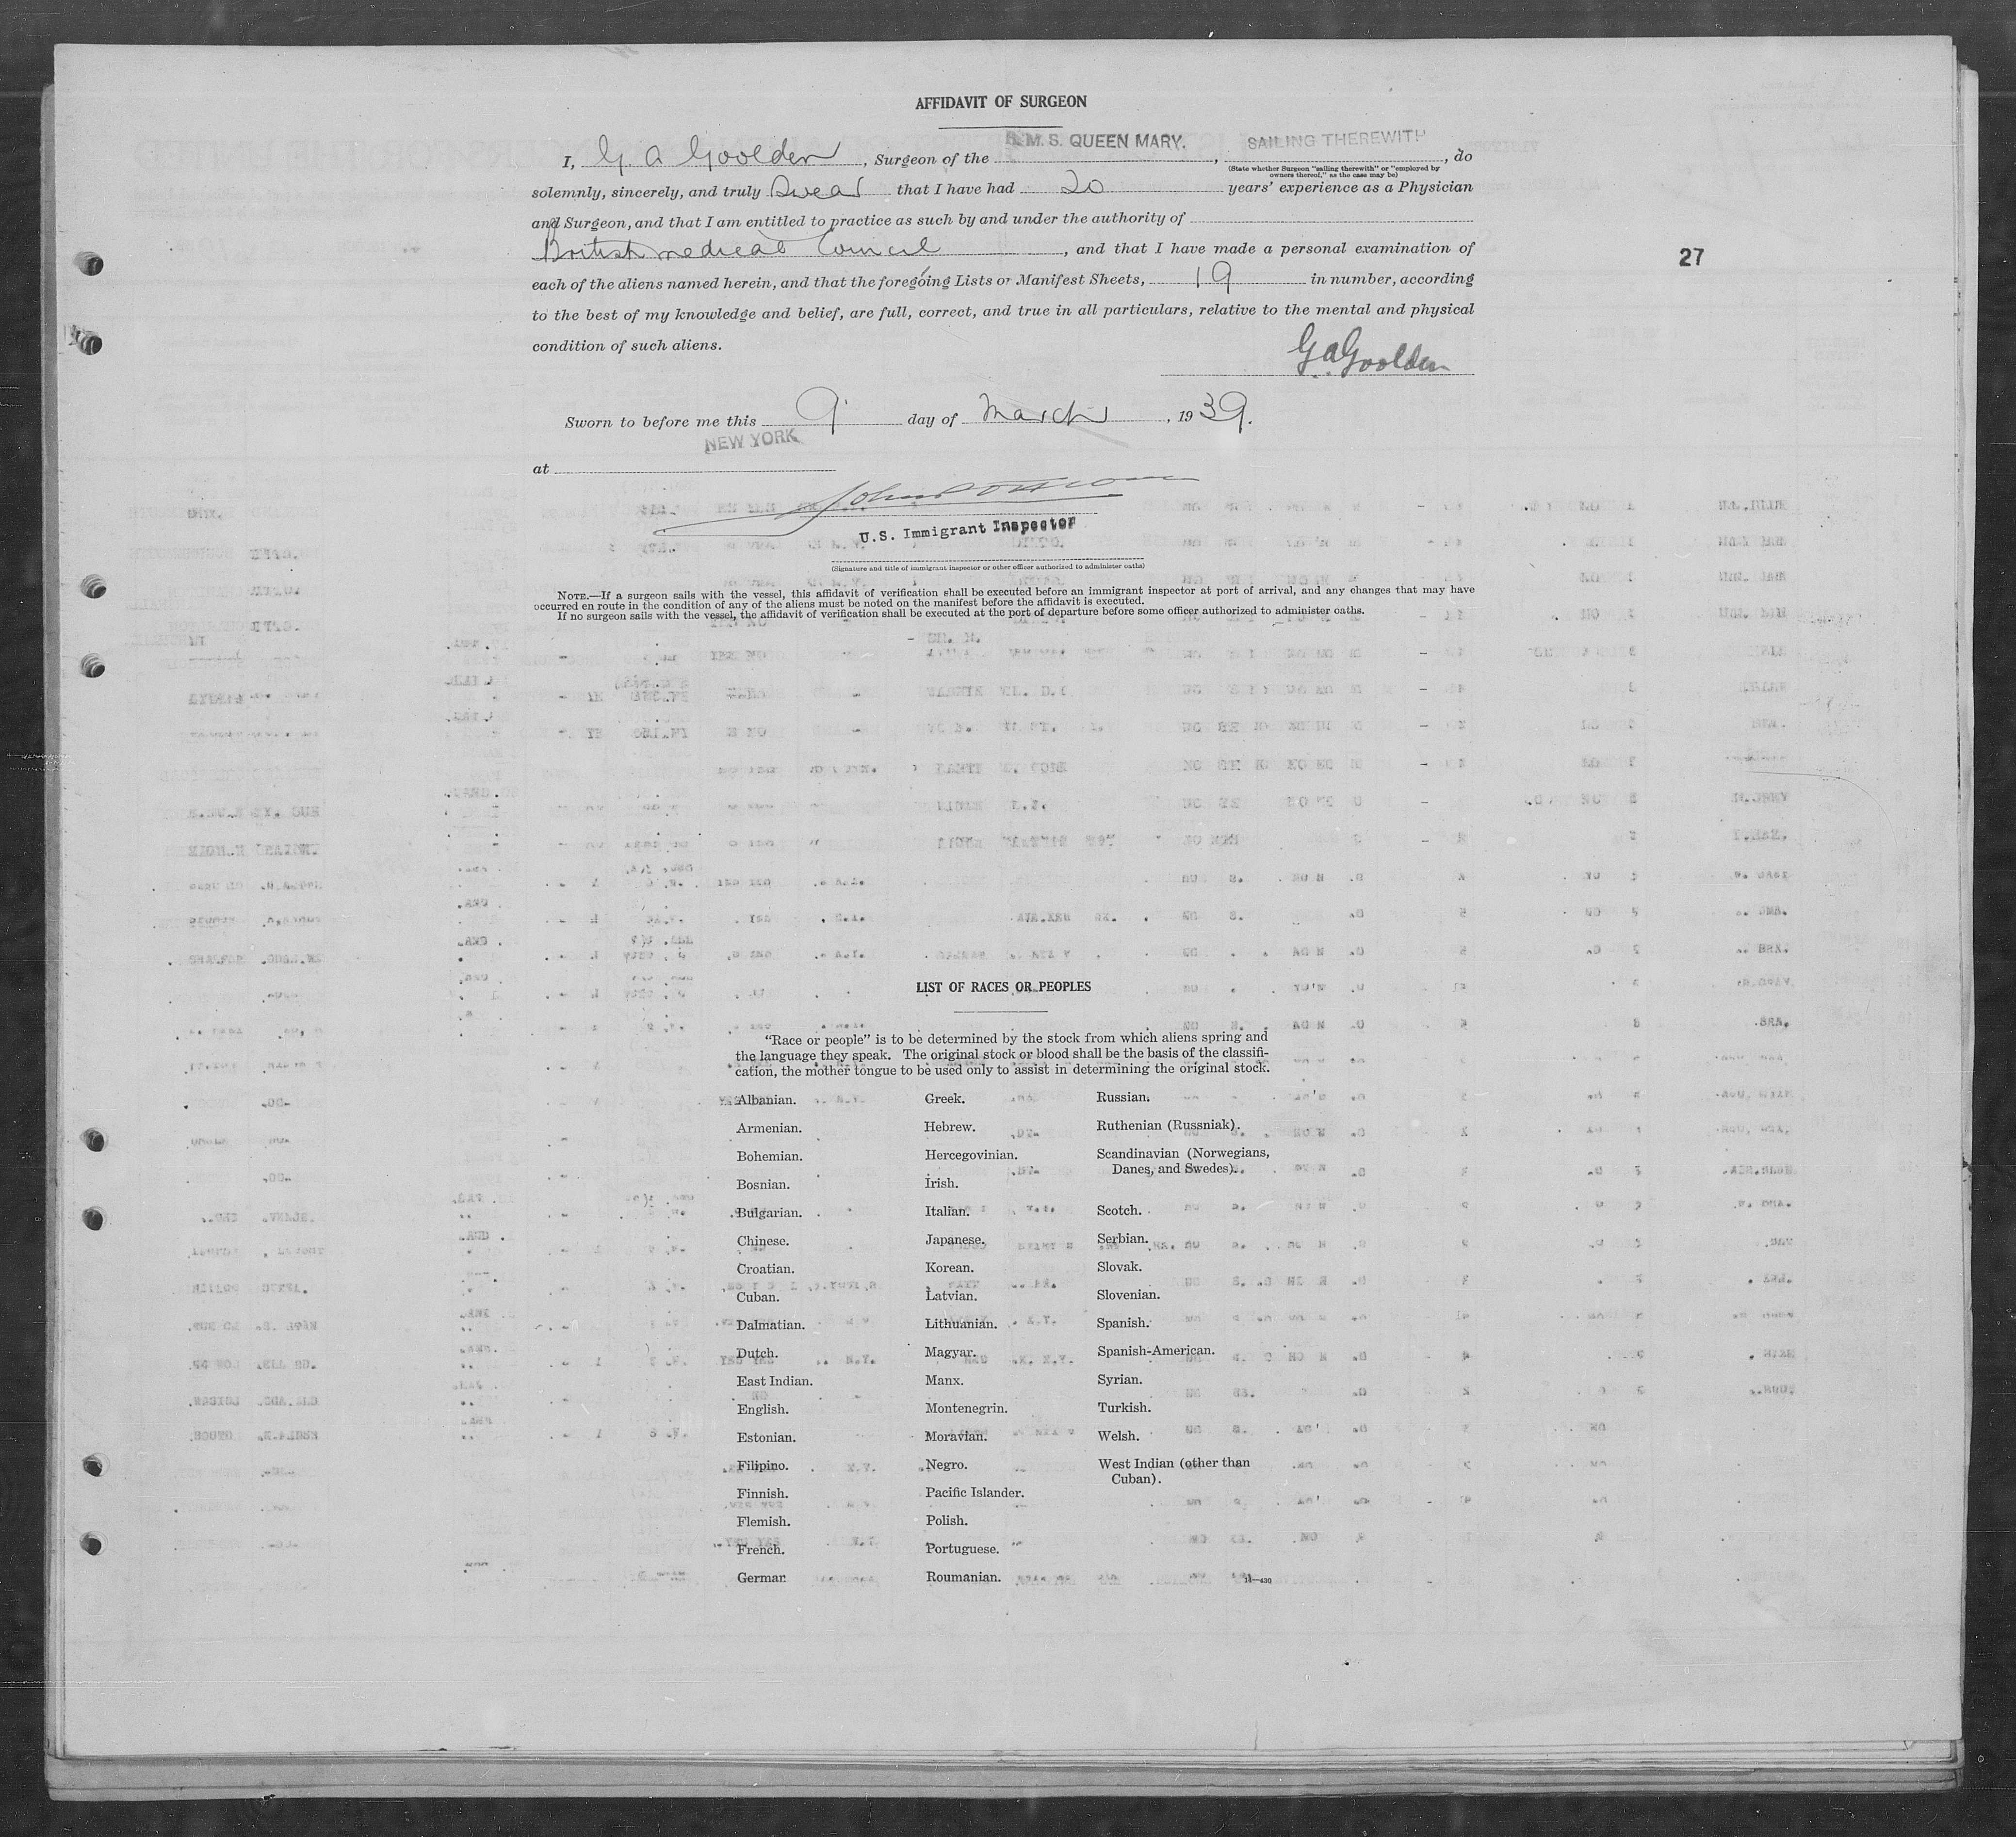 AFFIDAVIT OF SURGEON
I, G. A Goolden, Surgeon of the R. M. S. QUEEN MARY., SAILING THEREWITH, do
(State whether Surgeon "sailing therewith" or "employed by
owners thereof," as the case may be)
solemnly, sincerely, and truly Swear that I have had 20 years' experience as a Physician
and Surgeon, and that I am entitled to practice as such by and under the authority of
British medical Council, and that I have made a personal examination of
27
each of the aliens named herein, and that the foregoing Lists or Manifest Sheets, 19 in number, according
to the best of my knowledge and belief, are full, correct, and true in all particulars, relative to the mental and physical
condition of such aliens.
G A Goolden
Sworn to before me this 9 day of March, 1939.
at NEW YORK
U.S. Immigrant Inspector
(Signature and title of immigrant inspector or other officer authorized to administer oaths)
NOTE.—If a surgeon sails with the vessel, this affidavit of verification shall be executed before an immigrant inspector at port of arrival, and any changes that may have
occurred en route in the condition of any of the aliens must be noted on the manifest before the affidavit is executed.
If no surgeon sails with the vessel, the affidavit of verification shall be executed at the port of departure before some officer authorized to administer oaths.
LIST OF RACES OR PEOPLES
"Race or people" is to be determined by the stock from which aliens spring and
the language they speak. The original stock or blood shall be the basis of the classifi-
cation, the mother tongue to be used only to assist in determining the original stock.
Albanian.
Armenian.
Bohemian.
Bosnian.
Bulgarian.
Chinese.
Croatian.
Cuban.
Dalmatian.
Dutch.
East Indian.
English.
Estonian.
Filipino.
Finnish.
Flemish.
French.
German
Greek.
Hebrew.
Hercegovinian.
Irish.
Italian.
Japanese.
Korean.
Latvian.
Lithuanian.
Magyar.
Manx.
Montenegrin.
Moravian.
Negro.
Pacific Islander.
Polish.
Portuguese.
Roumanian.
Russian.
Ruthenian (Russniak).
Scandinavian (Norwegians,
Danes, and Swedes).
Scotch.
Serbian.
Slovak.
Slovenian.
Spanish.
Spanish-American.
Syrian.
Turkish.
Welsh.
West Indian (other than
Cuban).
14—430